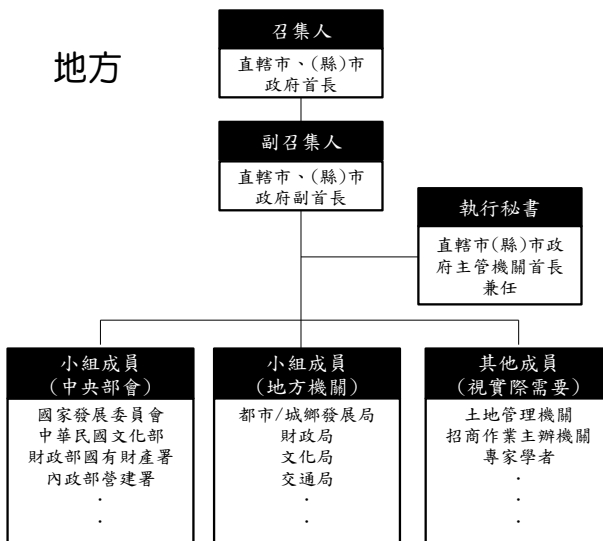 地方
召集人
直轄市、(縣)市
政府首長
副召集人
直轄市、(縣)市
政府副首長
執行秘書
直轄市(縣)市政
府主管機關首長
兼任
小組成員
(中央部會)
國家發展委員會
中華民國文化部
財政部國有財產署
內政部營建署
.
.
小組成員
(地方機關)
都市/城鄉發展局
財政局
文化局
交通局
.
.
其他成員
(視實際需要)
土地管理機關
招商作業主辦機關
專家學者
.
.
.